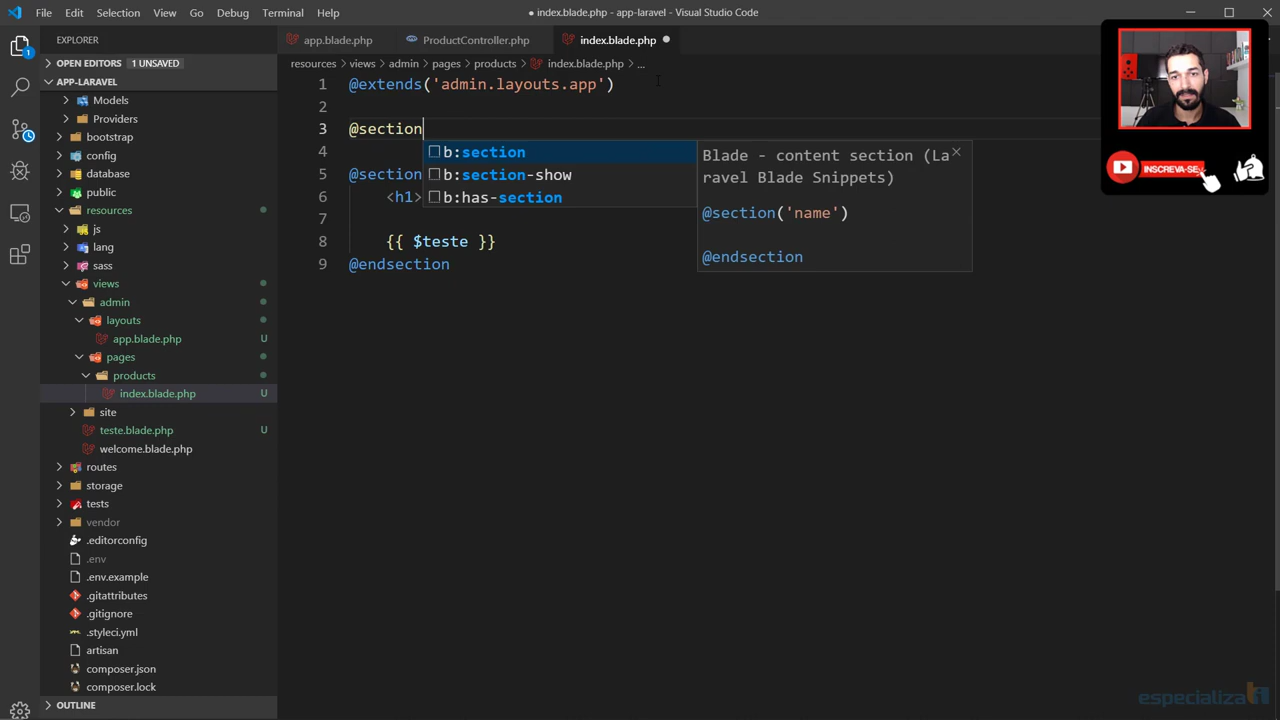 File Edit Selection View Go Debug Terminal Help
● index.blade.php - app-laravel - Visual Studio Code
EXPLORER
app.blade.php
ProductController.php
index.blade.php
OPEN EDITORS 1 UNSAVED
resources > views > admin > pages > products > index.blade.php > ...
APP-LARAVEL
Models
Providers
bootstrap
config
database
public
resources
js
lang
sass
views
admin
layouts
app.blade.php U
pages
products
index.blade.php U
site
teste.blade.php U
welcome.blade.php
routes
tests
storage
tests
vendor
.editorconfig
.env
.env.example
.gitattributes
.gitignore
.styleci.yml
artisan
composer.json
composer.lock
OUTLINE
1 @extends('admin.layouts.app')
2
3 @section
4
5 @section
6 <h1>
7
8 {{ $teste }}
9 @endsection
b:section
b:section-show
b:has-section
Blade - content section (La
ravel Blade Snippets)
@section('name')
@endsection
INSCREVA-SE
1
especializati